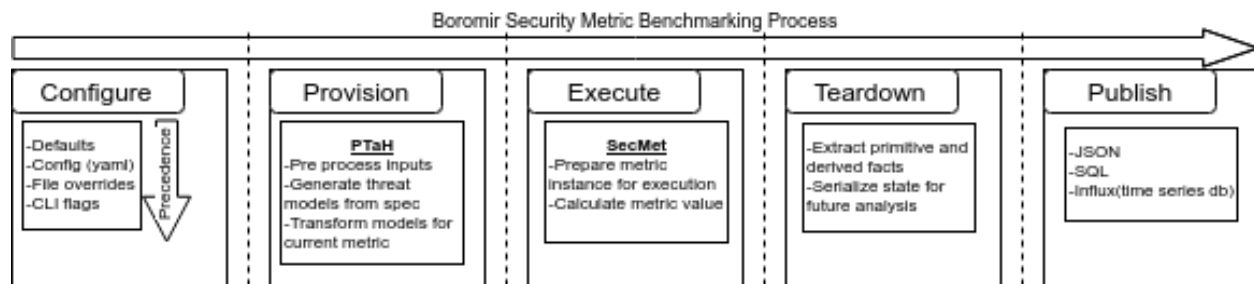 Boromir Security Metric Benchmarking Process
Configure
-Defaults
-Config (yaml)
-File overrides
-CLI flags
Precedence
Provision
PTaH
-Pre process inputs
-Generate threat
models from spec
-Transform models for
current metric
Execute
SecMet
-Prepare metric
instance for execution
-Calculate metric value
Teardown
-Extract primitive and
derived facts
-Serialize state for
future analysis
Publish
-JSON
-SQL
-Influx(time series db)